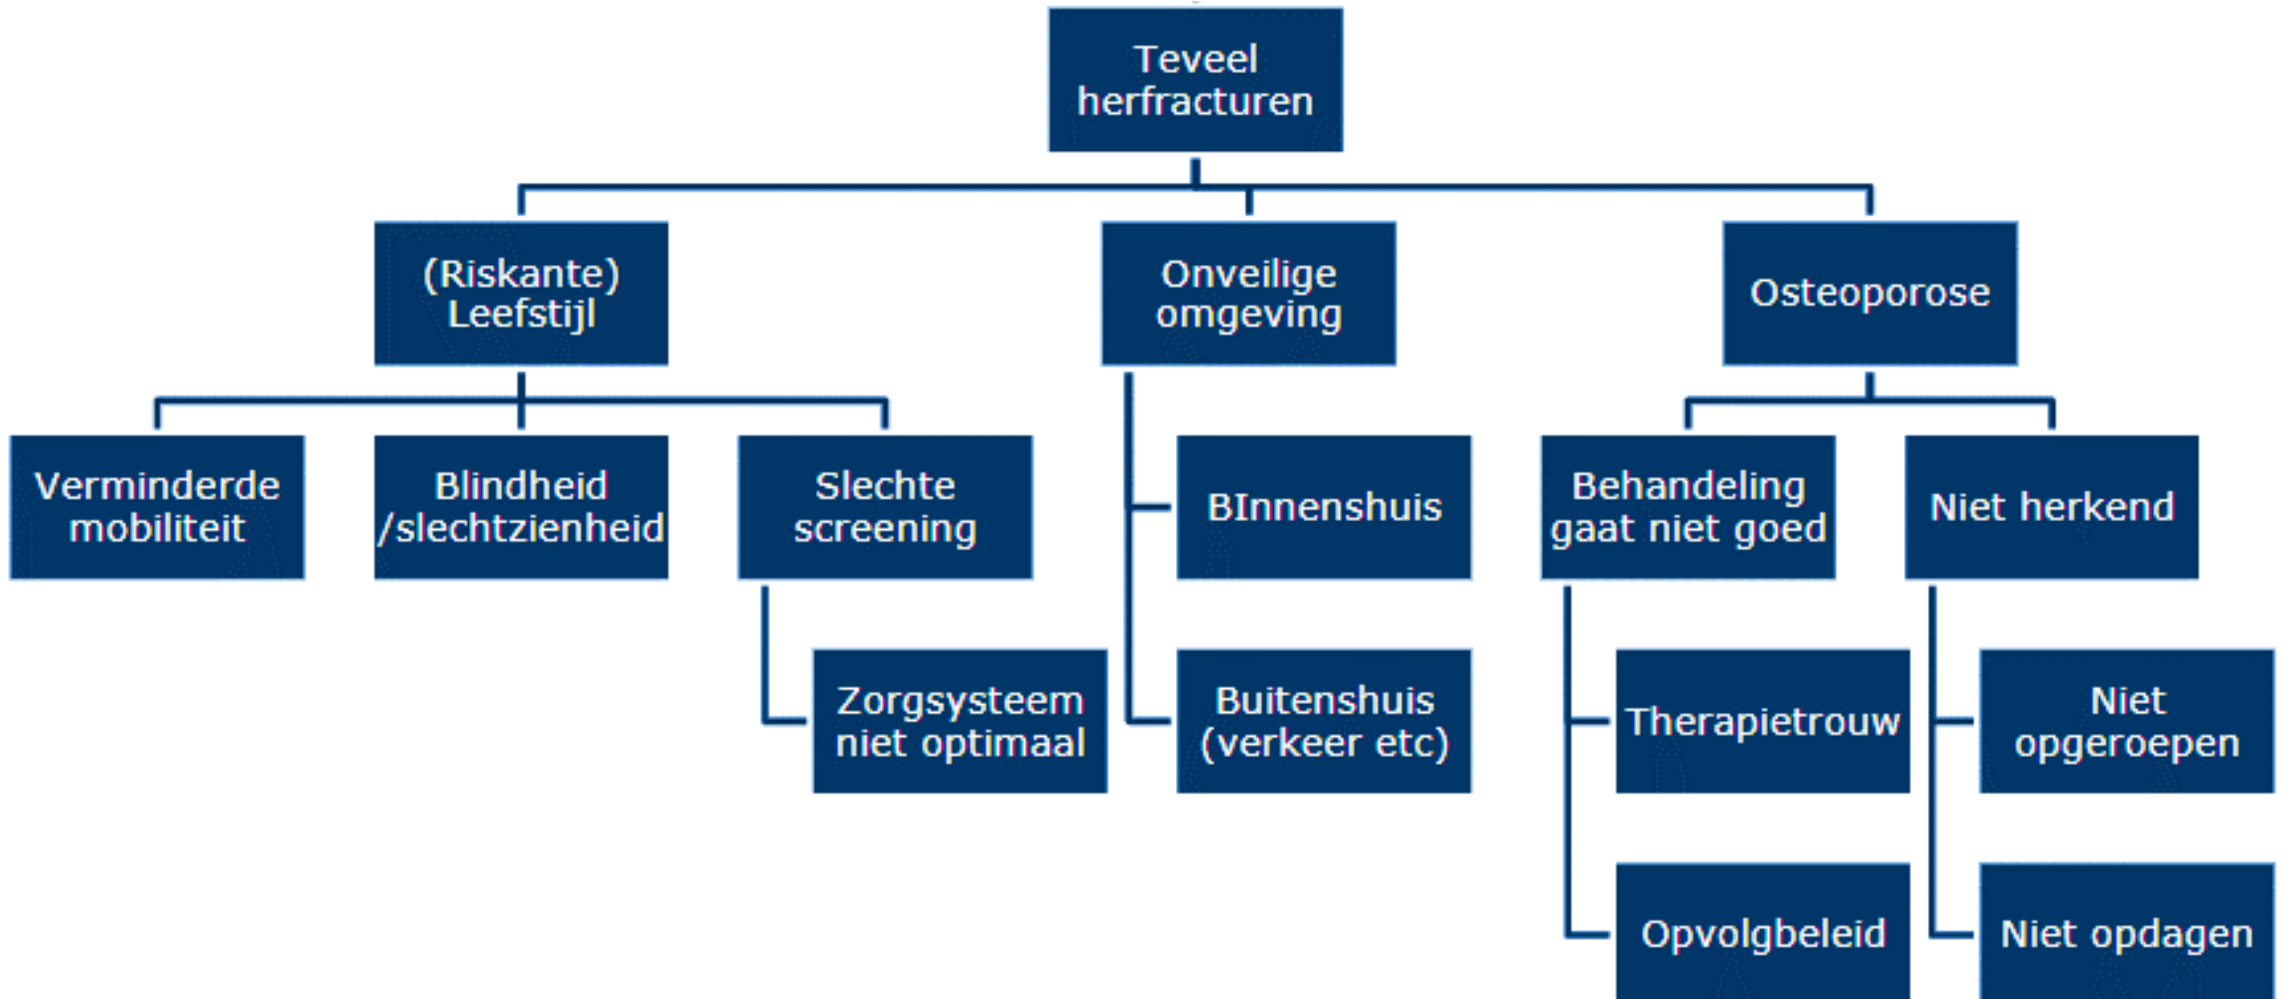 Teveel
herfracturen
(Riskante)
Leefstijl
Onveilige
omgeving
Osteoporose
Verminderde
mobiliteit
Blindheid
/slechtzienheid
Slechte
screening
BInnenshuis
Behandeling
gaat niet goed
Niet herkend
Zorgsysteem
niet optimaal
Buitenshuis
(verkeer etc)
Therapietrouw
Niet
opgeroepen
Opvolgbeleid
Niet opdagen